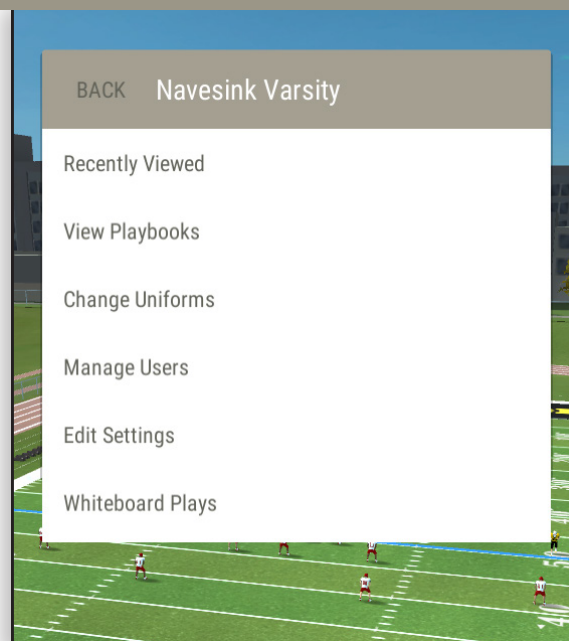 BACK Navesink Varsity
Recently Viewed
View Playbooks
Change Uniforms
Manage Users
Edit Settings
Whiteboard Plays